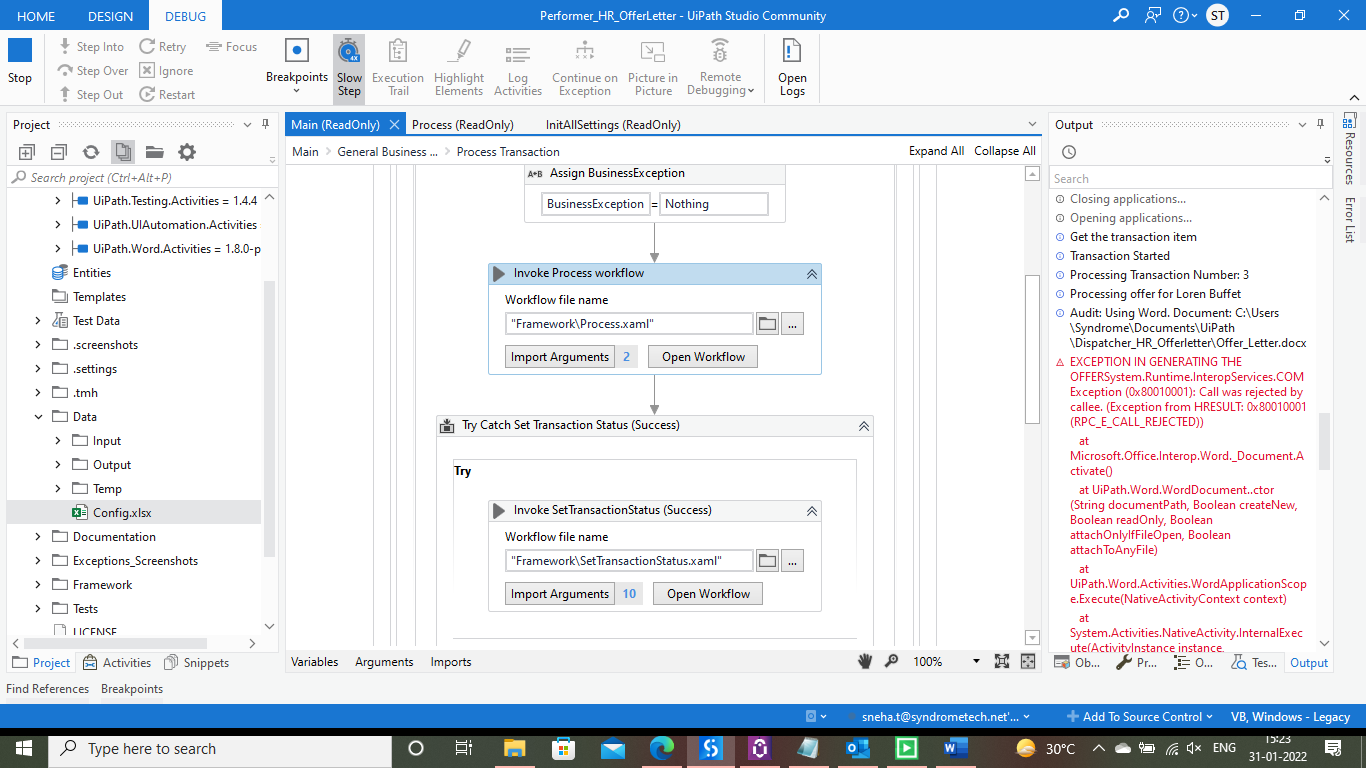 HOME DESIGN DEBUG
Performer_HR_OfferLetter - UiPath Studio Community
ST
Stop
Step Into
Step Over
Step Out
Retry
Ignore
Restart
Focus
Breakpoints
Slow
Step
4X
Execution
Trail
Highlight
Elements
Log
Activities
Continue on
Exception
Picture in
Picture
Remote
Debugging
Open
Logs
Project
Search project (Ctrl+Alt+P)
UiPath.Testing.Activities = 1.4.4
UiPath.UIAutomation.Activities
UiPath.Word.Activities = 1.8.0-p
Entities
Templates
Test Data
.screenshots
.settings
.tmh
Data
Input
Output
Temp
Config.xlsx
Documentation
Exceptions_Screenshots
Framework
Tests
LICENSE
Project Activities Snippets
Find References Breakpoints
Main (ReadOnly) Process (ReadOnly) InitAllSettings (ReadOnly)
Main General Business ... Process Transaction
Expand All Collapse All
A+B Assign BusinessException
BusinessException = Nothing
Invoke Process workflow
Workflow file name
"Framework\Process.xaml"
...
Import Arguments 2 Open Workflow
Try Catch Set Transaction Status (Success)
Try
Invoke SetTransactionStatus (Success)
Workflow file name
"Framework\SetTransactionStatus.xaml"
...
Import Arguments 10 Open Workflow
Variables Arguments Imports
100%
Output
Search
Closing applications...
Opening applications...
Get the transaction item
Transaction Started
Processing Transaction Number: 3
Processing offer for Loren Buffet
Audit: Using Word. Document: C:\Users
\Syndrome\Documents\UiPath
\Dispatcher_HR_Offerletter\Offer_Letter.docx
EXCEPTION IN GENERATING THE
OFFERSystem.Runtime.InteropServices.COM
Exception (0x80010001): Call was rejected by
callee. (Exception from HRESULT: 0x80010001
(RPC_E_CALL_REJECTED))
at
Microsoft.Office.Interop.Word._Document.A
ctivate()
at UiPath.Word.WordDocument..ctor
(String documentPath, Boolean createNew,
Boolean readOnly, Boolean
attachOnlyIfFileOpen, Boolean
attachToAnyFile)
at
UiPath.Word.Activities.WordApplicationScop
e.Execute(NativeActivityContext context)
at
System.Activities.NativeActivity.InternalExec
ute(ActivityInstance instance,
Ob... Pr... O... Tes... Output
Resources
Error List
sneha.t@syndrometech.net'...
Add To Source Control
VB, Windows - Legacy
Type here to search
30°C
ENG
15:23
31-01-2022